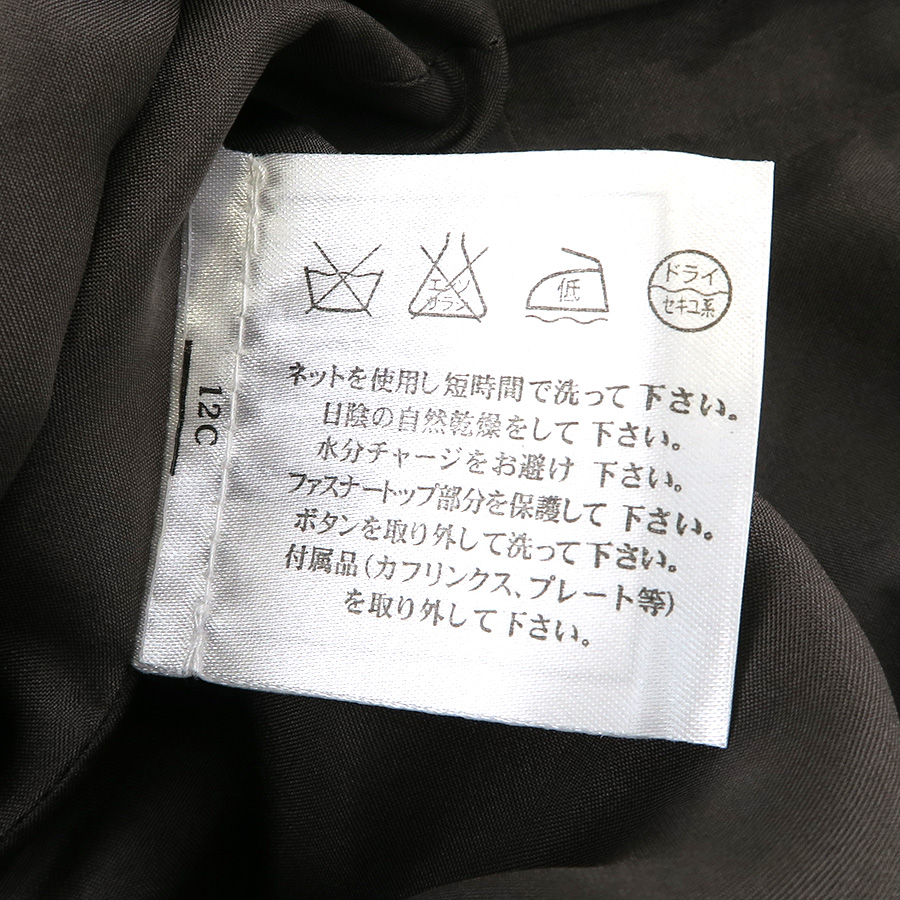 エンソ
サラシ
低
ドライ
セキユ系
12C
ネットを使用し短時間で洗って下さい。
日陰の自然乾燥をして下さい。
水分チャージをお避け下さい。
ファスナートップ部分を保護して下さい。
ボタンを取り外して洗って下さい。
付属品(カフリンクス、プレート等)
を取り外して下さい。